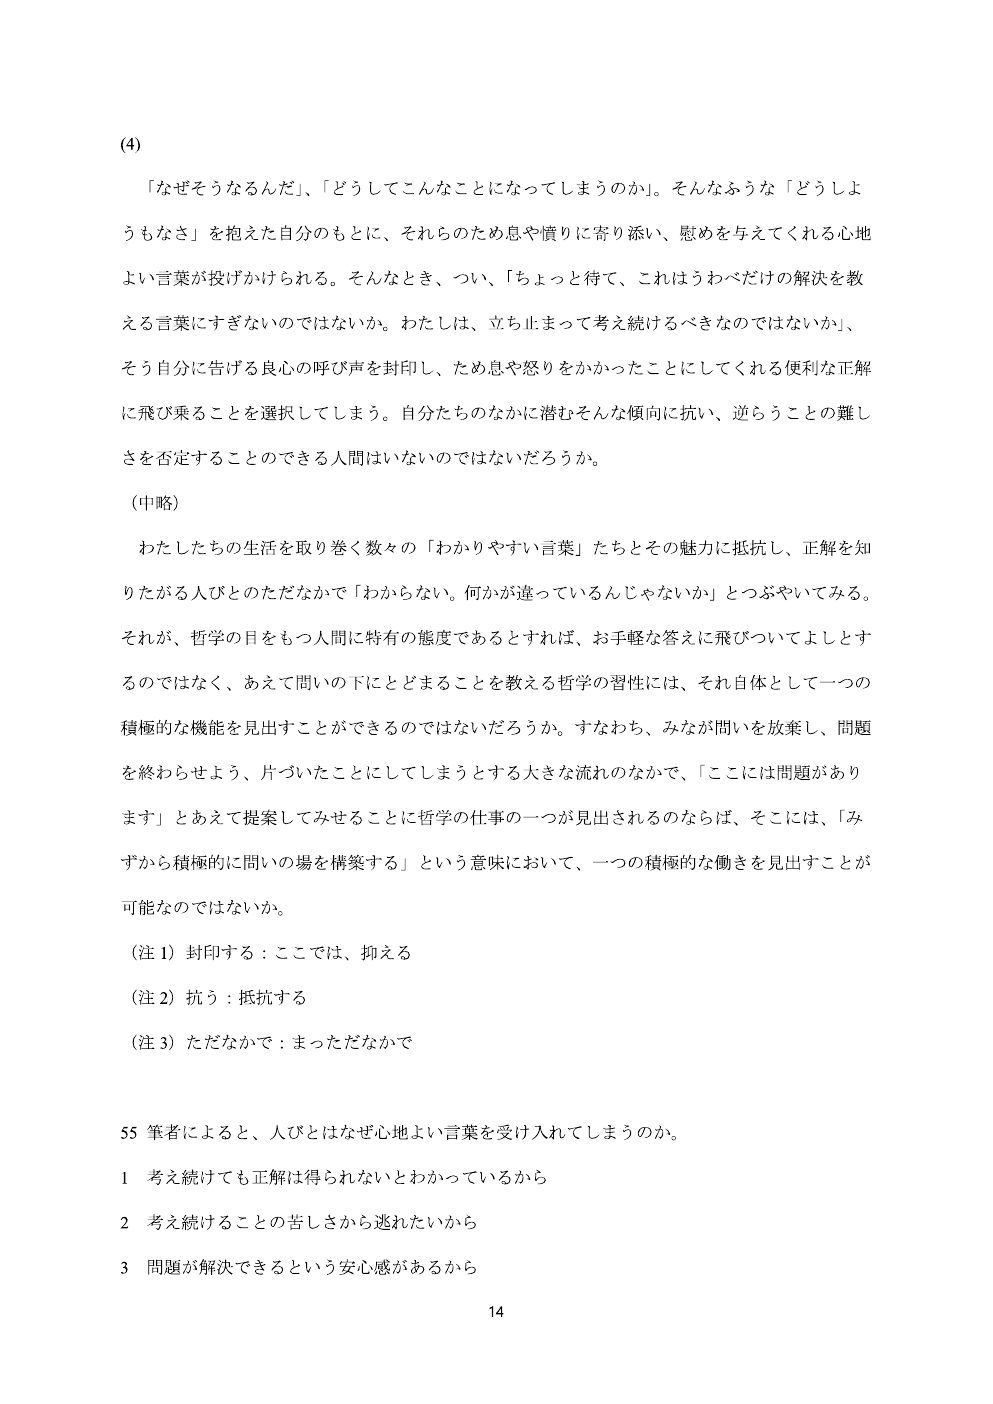 (4)
「なぜそうなるんだ」、「どうしてこんなことになってしまうのか」。そんなふうな「どうしよ
うもなさ」を抱えた自分のもとに、それらのため息や憤りに寄り添い、慰めを与えてくれる心地
よい言葉が投げかけられる。そんなとき、つい、「ちょっと待て、これはうわべだけの解決を教
える言葉にすぎないのではないか。わたしは、立ち止まって考え続けるべきなのではないか」、
そう自分に告げる良心の呼び声を封印し、ため息や怒りをかかったことにしてくれる便利な正解
に飛び乗ることを選択してしまう。自分たちのなかに潜むそんな傾向に抗い、逆らうことの難し
さを否定することのできる人間はいないのではないだろうか。
（中略）
わたしたちの生活を取り巻く数々の「わかりやすい言葉」たちとその魅力に抵抗し、正解を知
りたがる人びとのただなかで「わからない。何かが違っているんじゃないか」とつぶやいてみる。
それが、哲学の目をもつ人間に特有の態度であるとすれば、お手軽な答えに飛びついてよしとす
るのではなく、あえて問いの下にとどまることを教える哲学の習性には、それ自体として一つの
積極的な機能を見出すことができるのではないだろうか。すなわち、みなが問いを放棄し、問題
を終わらせよう、片づいたことにしてしまうとする大きな流れのなかで、「ここには問題があり
ます」とあえて提案してみせることに哲学の仕事の一つが見出されるのならば、そこには、「み
ずから積極的に問いの場を構築する」という意味において、一つの積極的な働きを見出すことが
可能なのではないか。
（注 1）封印する：ここでは、抑える
（注 2）抗う：抵抗する
（注 3）ただなかで：まっただなかで
55 筆者によると、人びとはなぜ心地よい言葉を受け入れてしまうのか。
1 考え続けても正解は得られないとわかっているから
2 考え続けることの苦しさから逃れたいから
3 問題が解決できるという安心感があるから
14